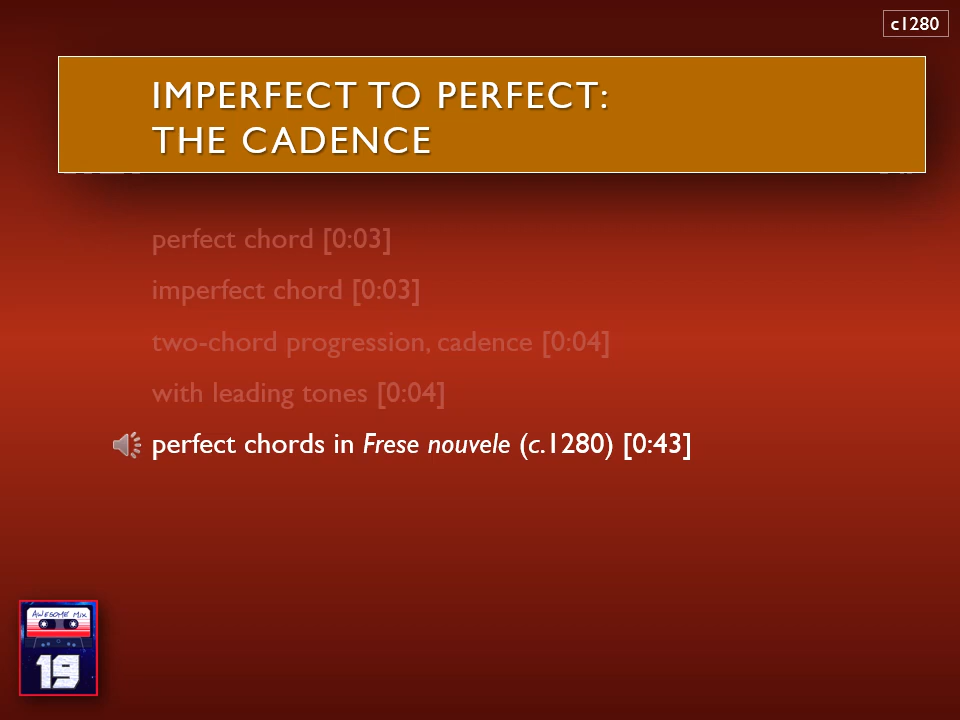 c1280
IMPERFECT TO PERFECT:
THE CADENCE
perfect chord [0:03]
imperfect chord [0:03]
two-chord progression, cadence [0:04]
with leading tones [0:04]
perfect chords in Frese nouvele (c.1280) [0:43]
AWESOME MIX
19